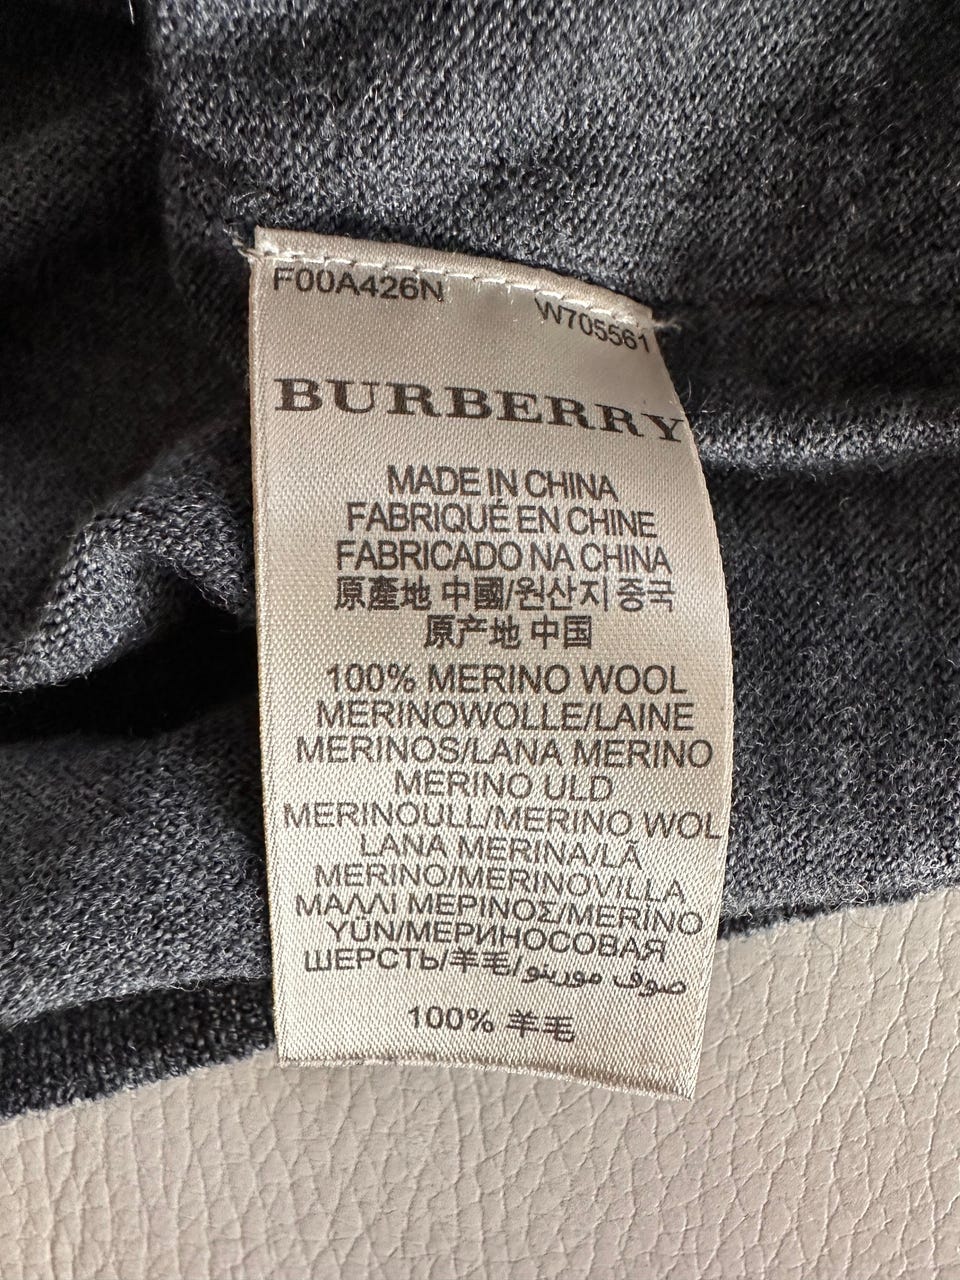 F00A426N
W705561
BURBERRY
MADE IN CHINA
FABRIQUÉ EN CHINE
FABRICADO NA CHINA
原產地 中國/원산지 중국
原产地 中国
100% MERINO WOOL
MERINOWOLLE/LAINE
MERINOS/LANA MERINO
MERINO ULD
MERINOULL/MERINO WOL
LANA MERINA/LÃ
MERINO/MERINOVILLA
ΜΑΛΛΙ ΜΕΡΙΝΟΣ/MERİNO
YÜN/МЕРИНОСОВАЯ
ШЕРСТЬ/羊毛/صوف مورينو
100% 羊毛